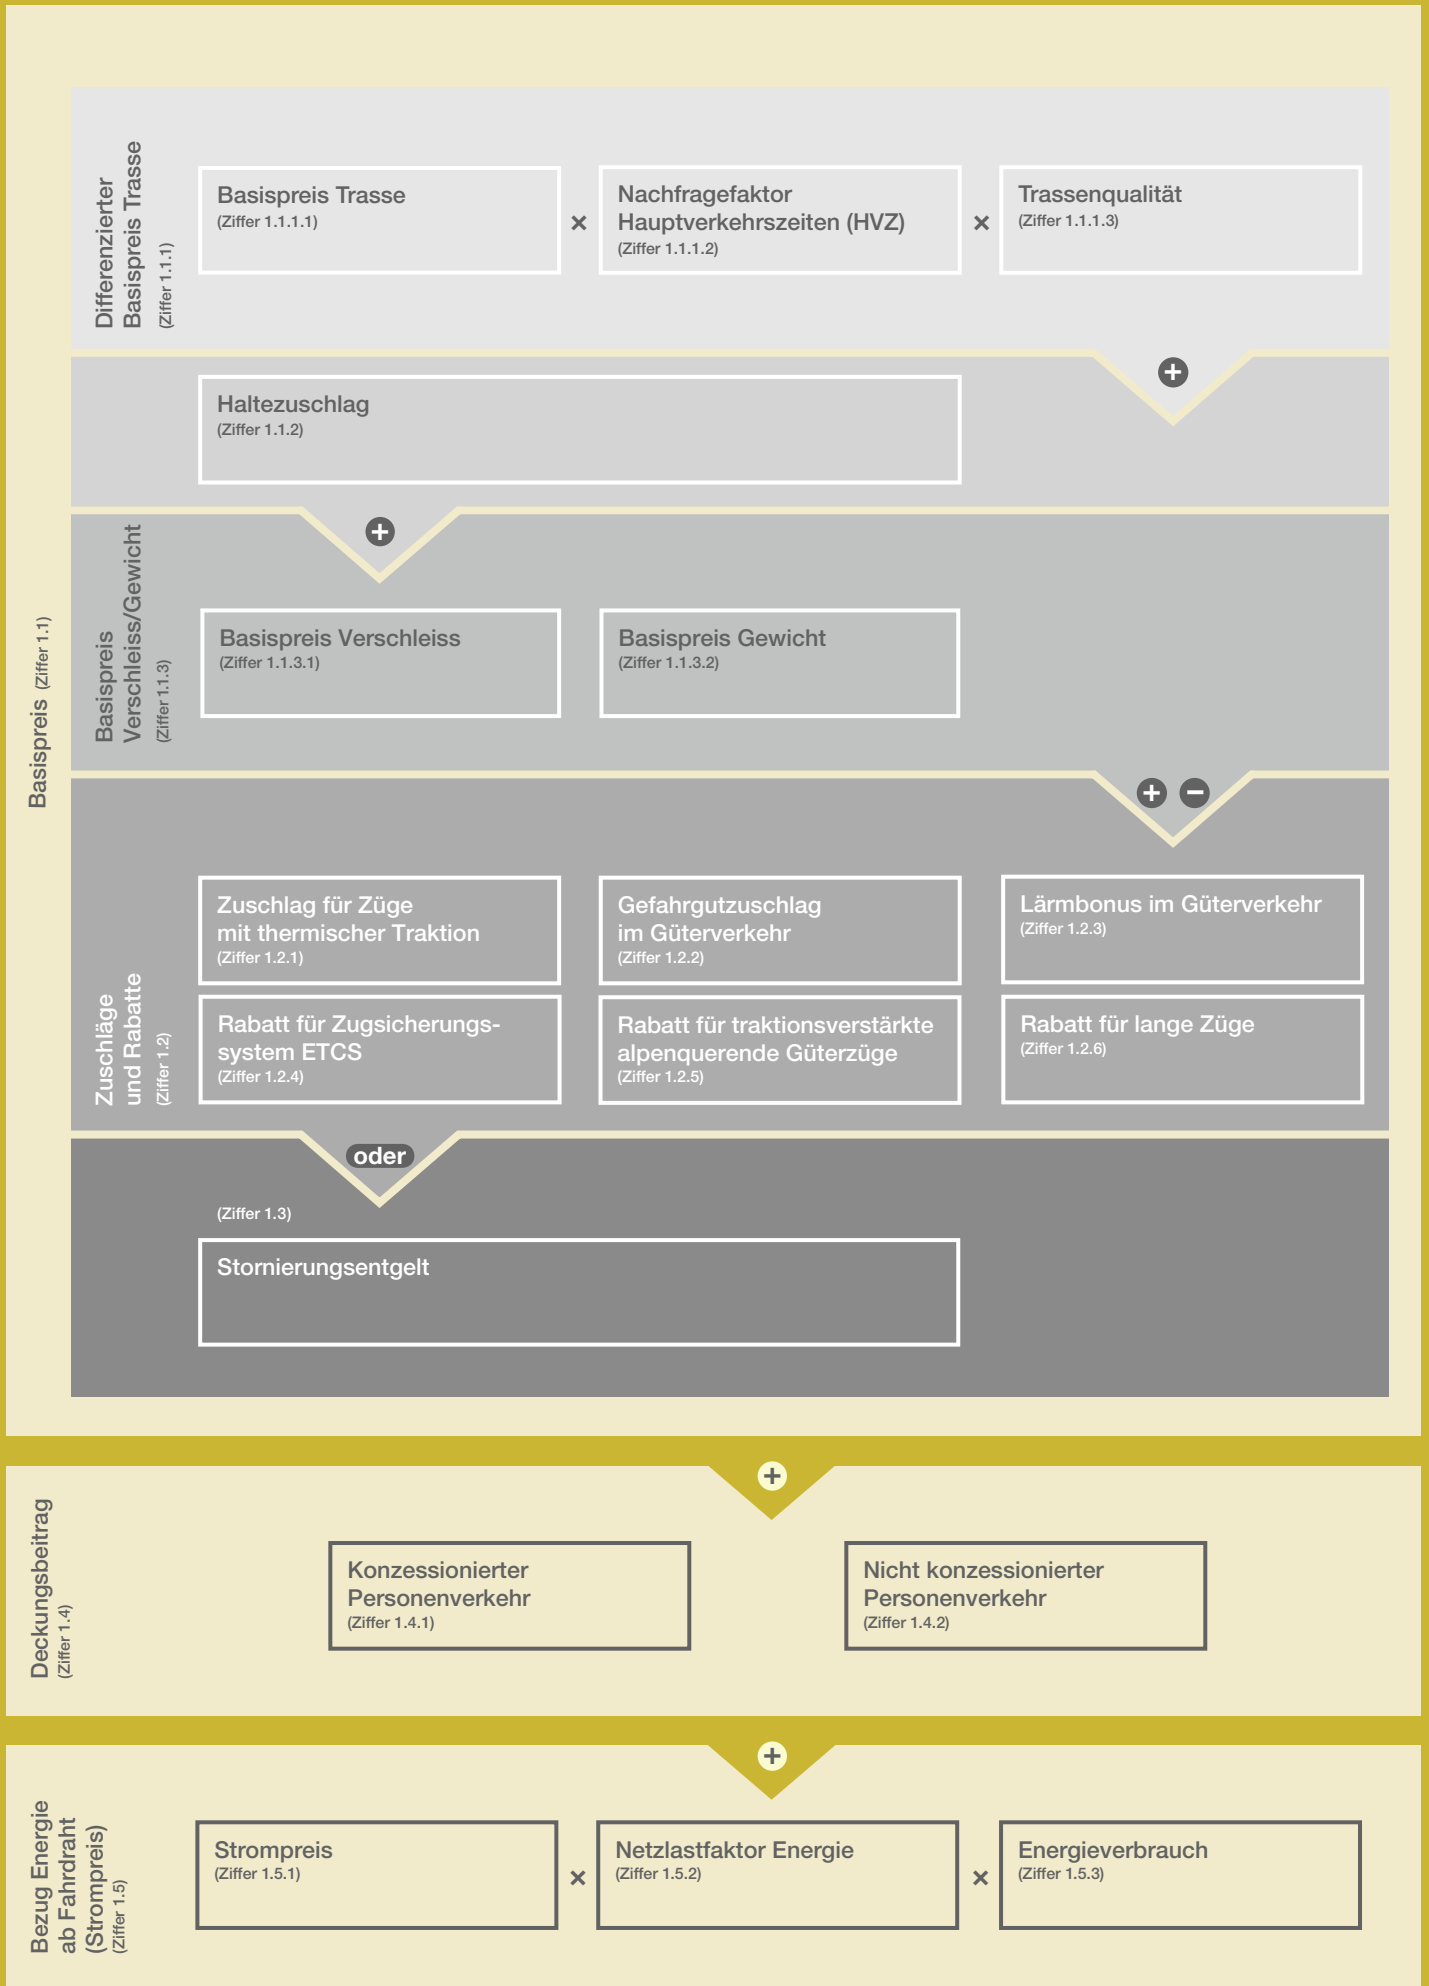 Basispreis (Ziffer 1.1)
Differenzierter
Basispreis Trasse
(Ziffer 1.1.1)
Basispreis Trasse
(Ziffer 1.1.1.1)
×
Nachfragefaktor
Hauptverkehrszeiten (HVZ)
(Ziffer 1.1.1.2)
×
Trassenqualität
(Ziffer 1.1.1.3)
+
Haltezuschlag
(Ziffer 1.1.2)
+
Basispreis
Verschleiss/Gewicht
(Ziffer 1.1.3)
Basispreis Verschleiss
(Ziffer 1.1.3.1)
Basispreis Gewicht
(Ziffer 1.1.3.2)
+ −
Zuschläge
und Rabatte
(Ziffer 1.2)
Zuschlag für Züge
mit thermischer Traktion
(Ziffer 1.2.1)
Gefahrgutzuschlag
im Güterverkehr
(Ziffer 1.2.2)
Lärmbonus im Güterverkehr
(Ziffer 1.2.3)
Rabatt für Zugsicherungs-
system ETCS
(Ziffer 1.2.4)
Rabatt für traktionsverstärkte
alpenquerende Güterzüge
(Ziffer 1.2.5)
Rabatt für lange Züge
(Ziffer 1.2.6)
oder
(Ziffer 1.3)
Stornierungsentgelt
+
Deckungsbeitrag
(Ziffer 1.4)
Konzessionierter
Personenverkehr
(Ziffer 1.4.1)
Nicht konzessionierter
Personenverkehr
(Ziffer 1.4.2)
+
Bezug Energie
ab Fahrdraht
(Strompreis)
(Ziffer 1.5)
Strompreis
(Ziffer 1.5.1)
×
Netzlastfaktor Energie
(Ziffer 1.5.2)
×
Energieverbrauch
(Ziffer 1.5.3)